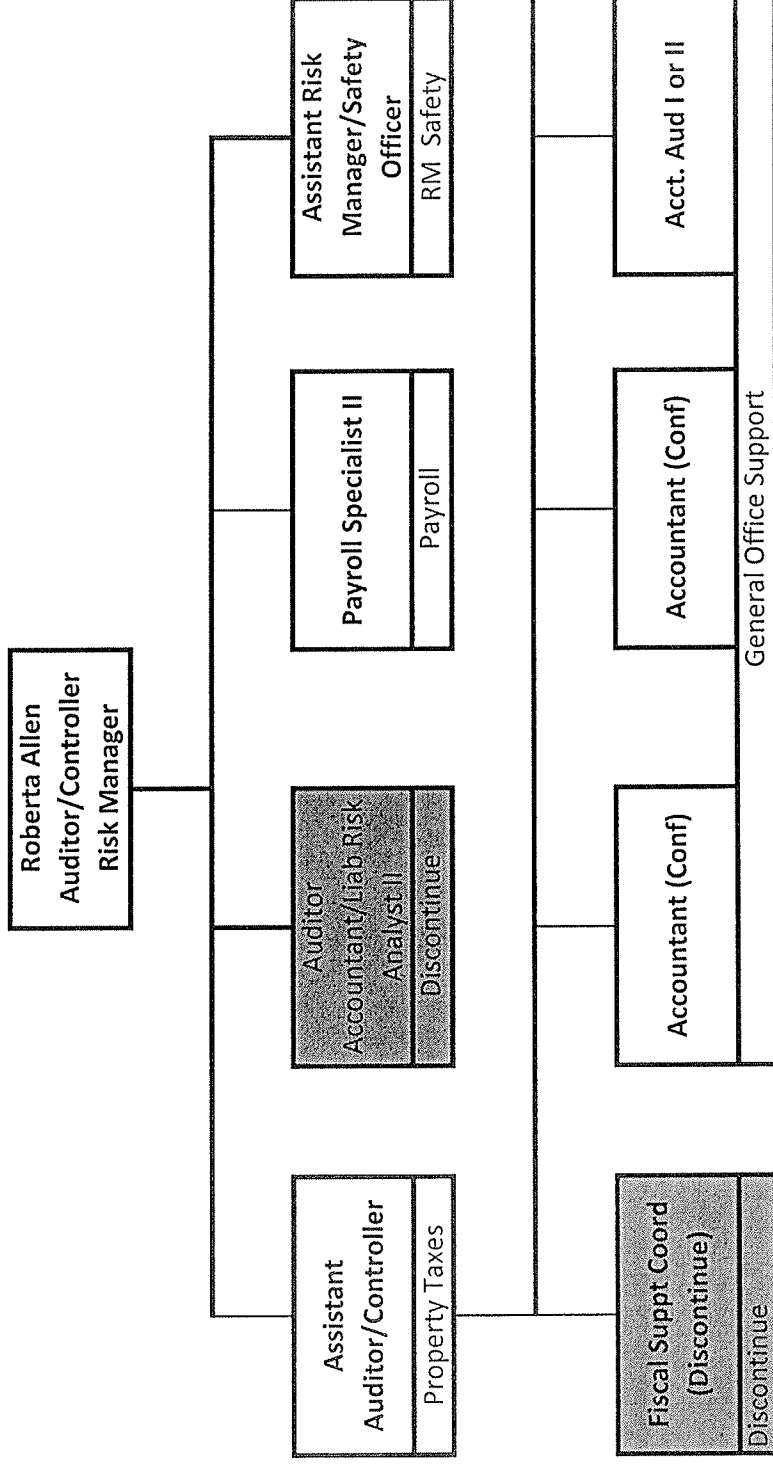 Roberta Allen
Auditor/Controller
Risk Manager
Assistant
Auditor/Controller
Property Taxes
Auditor
Accountant/Liab Risk
Analyst II
Discontinue
Payroll Specialist II
Payroll
Assistant Risk
Manager/Safety
Officer
RM Safety
Fiscal Suppt Coord
(Discontinue)
Discontinue
Accountant (Conf)
Accountant (Conf)
Acct. Aud I or II
General Office Support